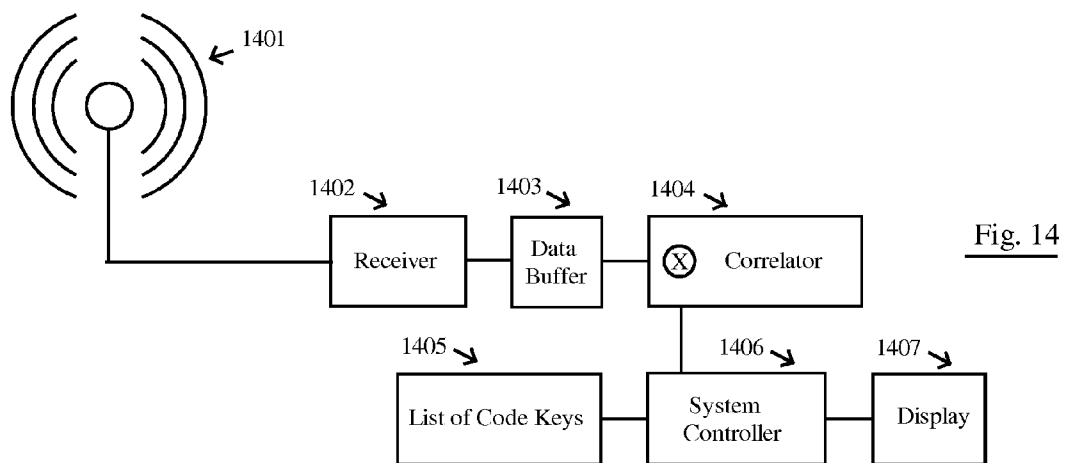 1401
1402
1403
1404
Receiver
Data
Buffer
X
Correlator
Fig. 14
1405
1406
1407
List of Code Keys
System
Controller
Display